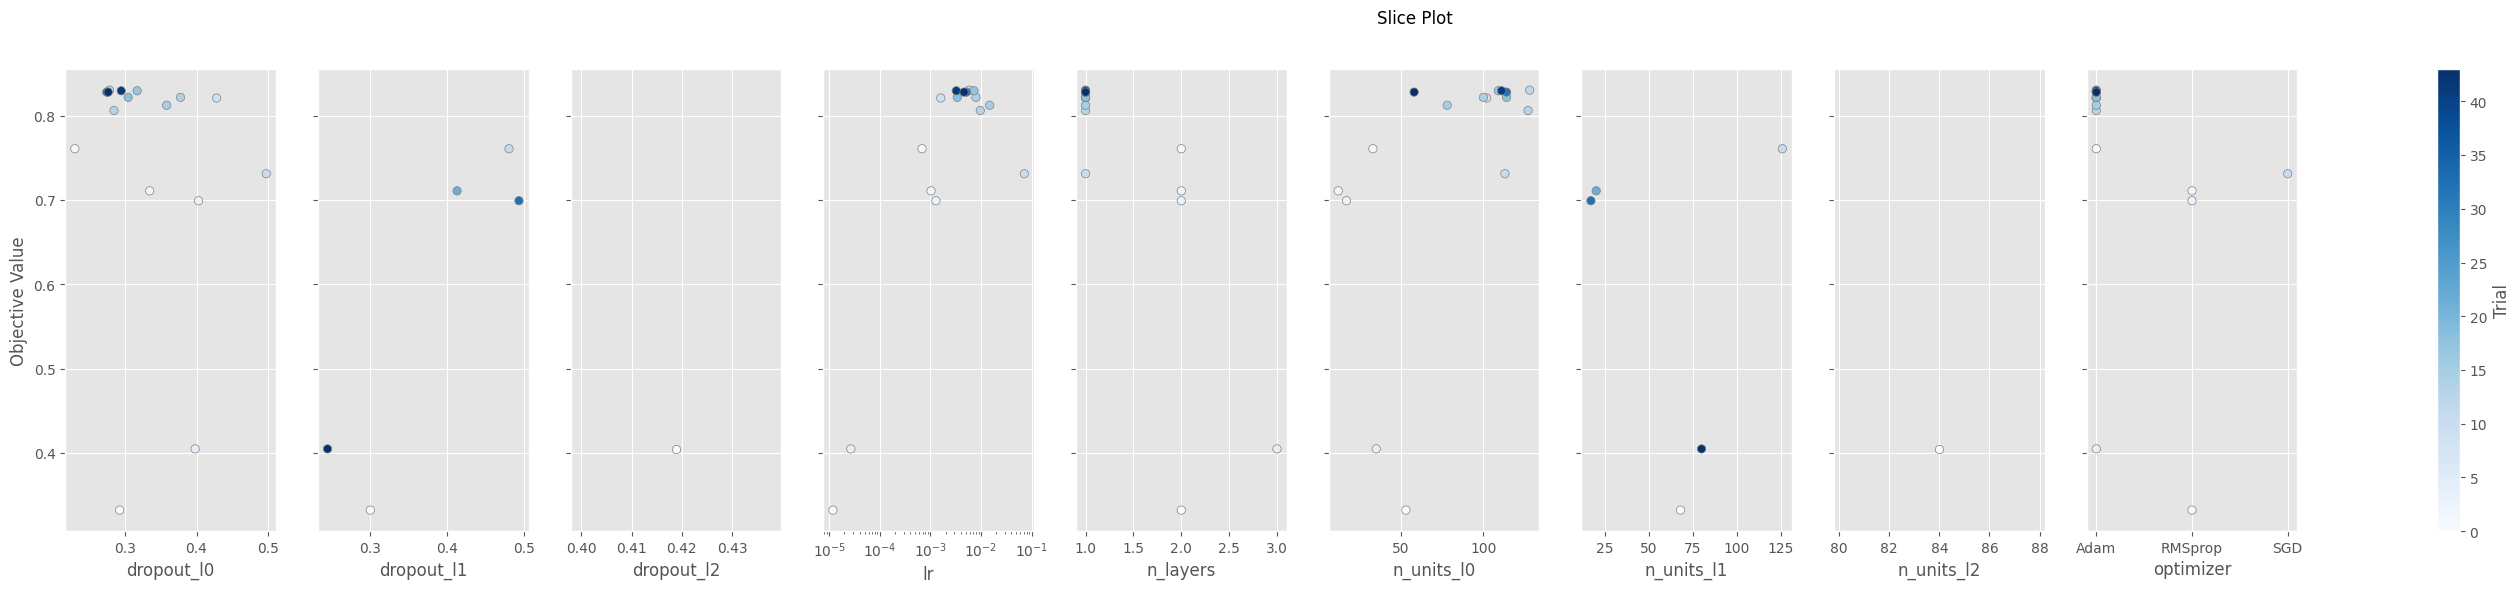 Slice Plot
Objective Value
0.8
0.7
0.6
0.5
0.4
0.3 0.4 0.5
dropout_l0
0.3 0.4 0.5
dropout_l1
0.40 0.41 0.42 0.43
dropout_l2
10⁻⁵ 10⁻⁴ 10⁻³ 10⁻² 10⁻¹
lr
1.0 1.5 2.0 2.5 3.0
n_layers
50 100
n_units_l0
25 50 75 100 125
n_units_l1
80 82 84 86 88
n_units_l2
Adam RMSprop SGD
optimizer
40
35
30
25
20
15
10
5
0
Trial